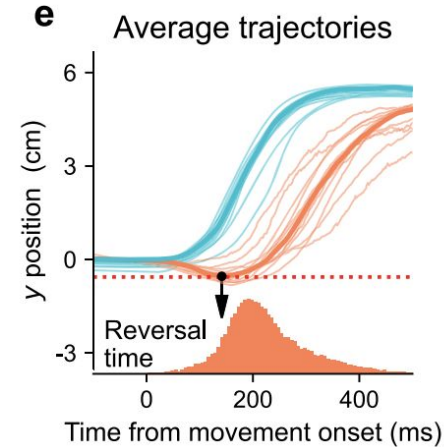 e
Average trajectories
6
3
0
-3
y position (cm)
Reversal
time
0 200 400
Time from movement onset (ms)